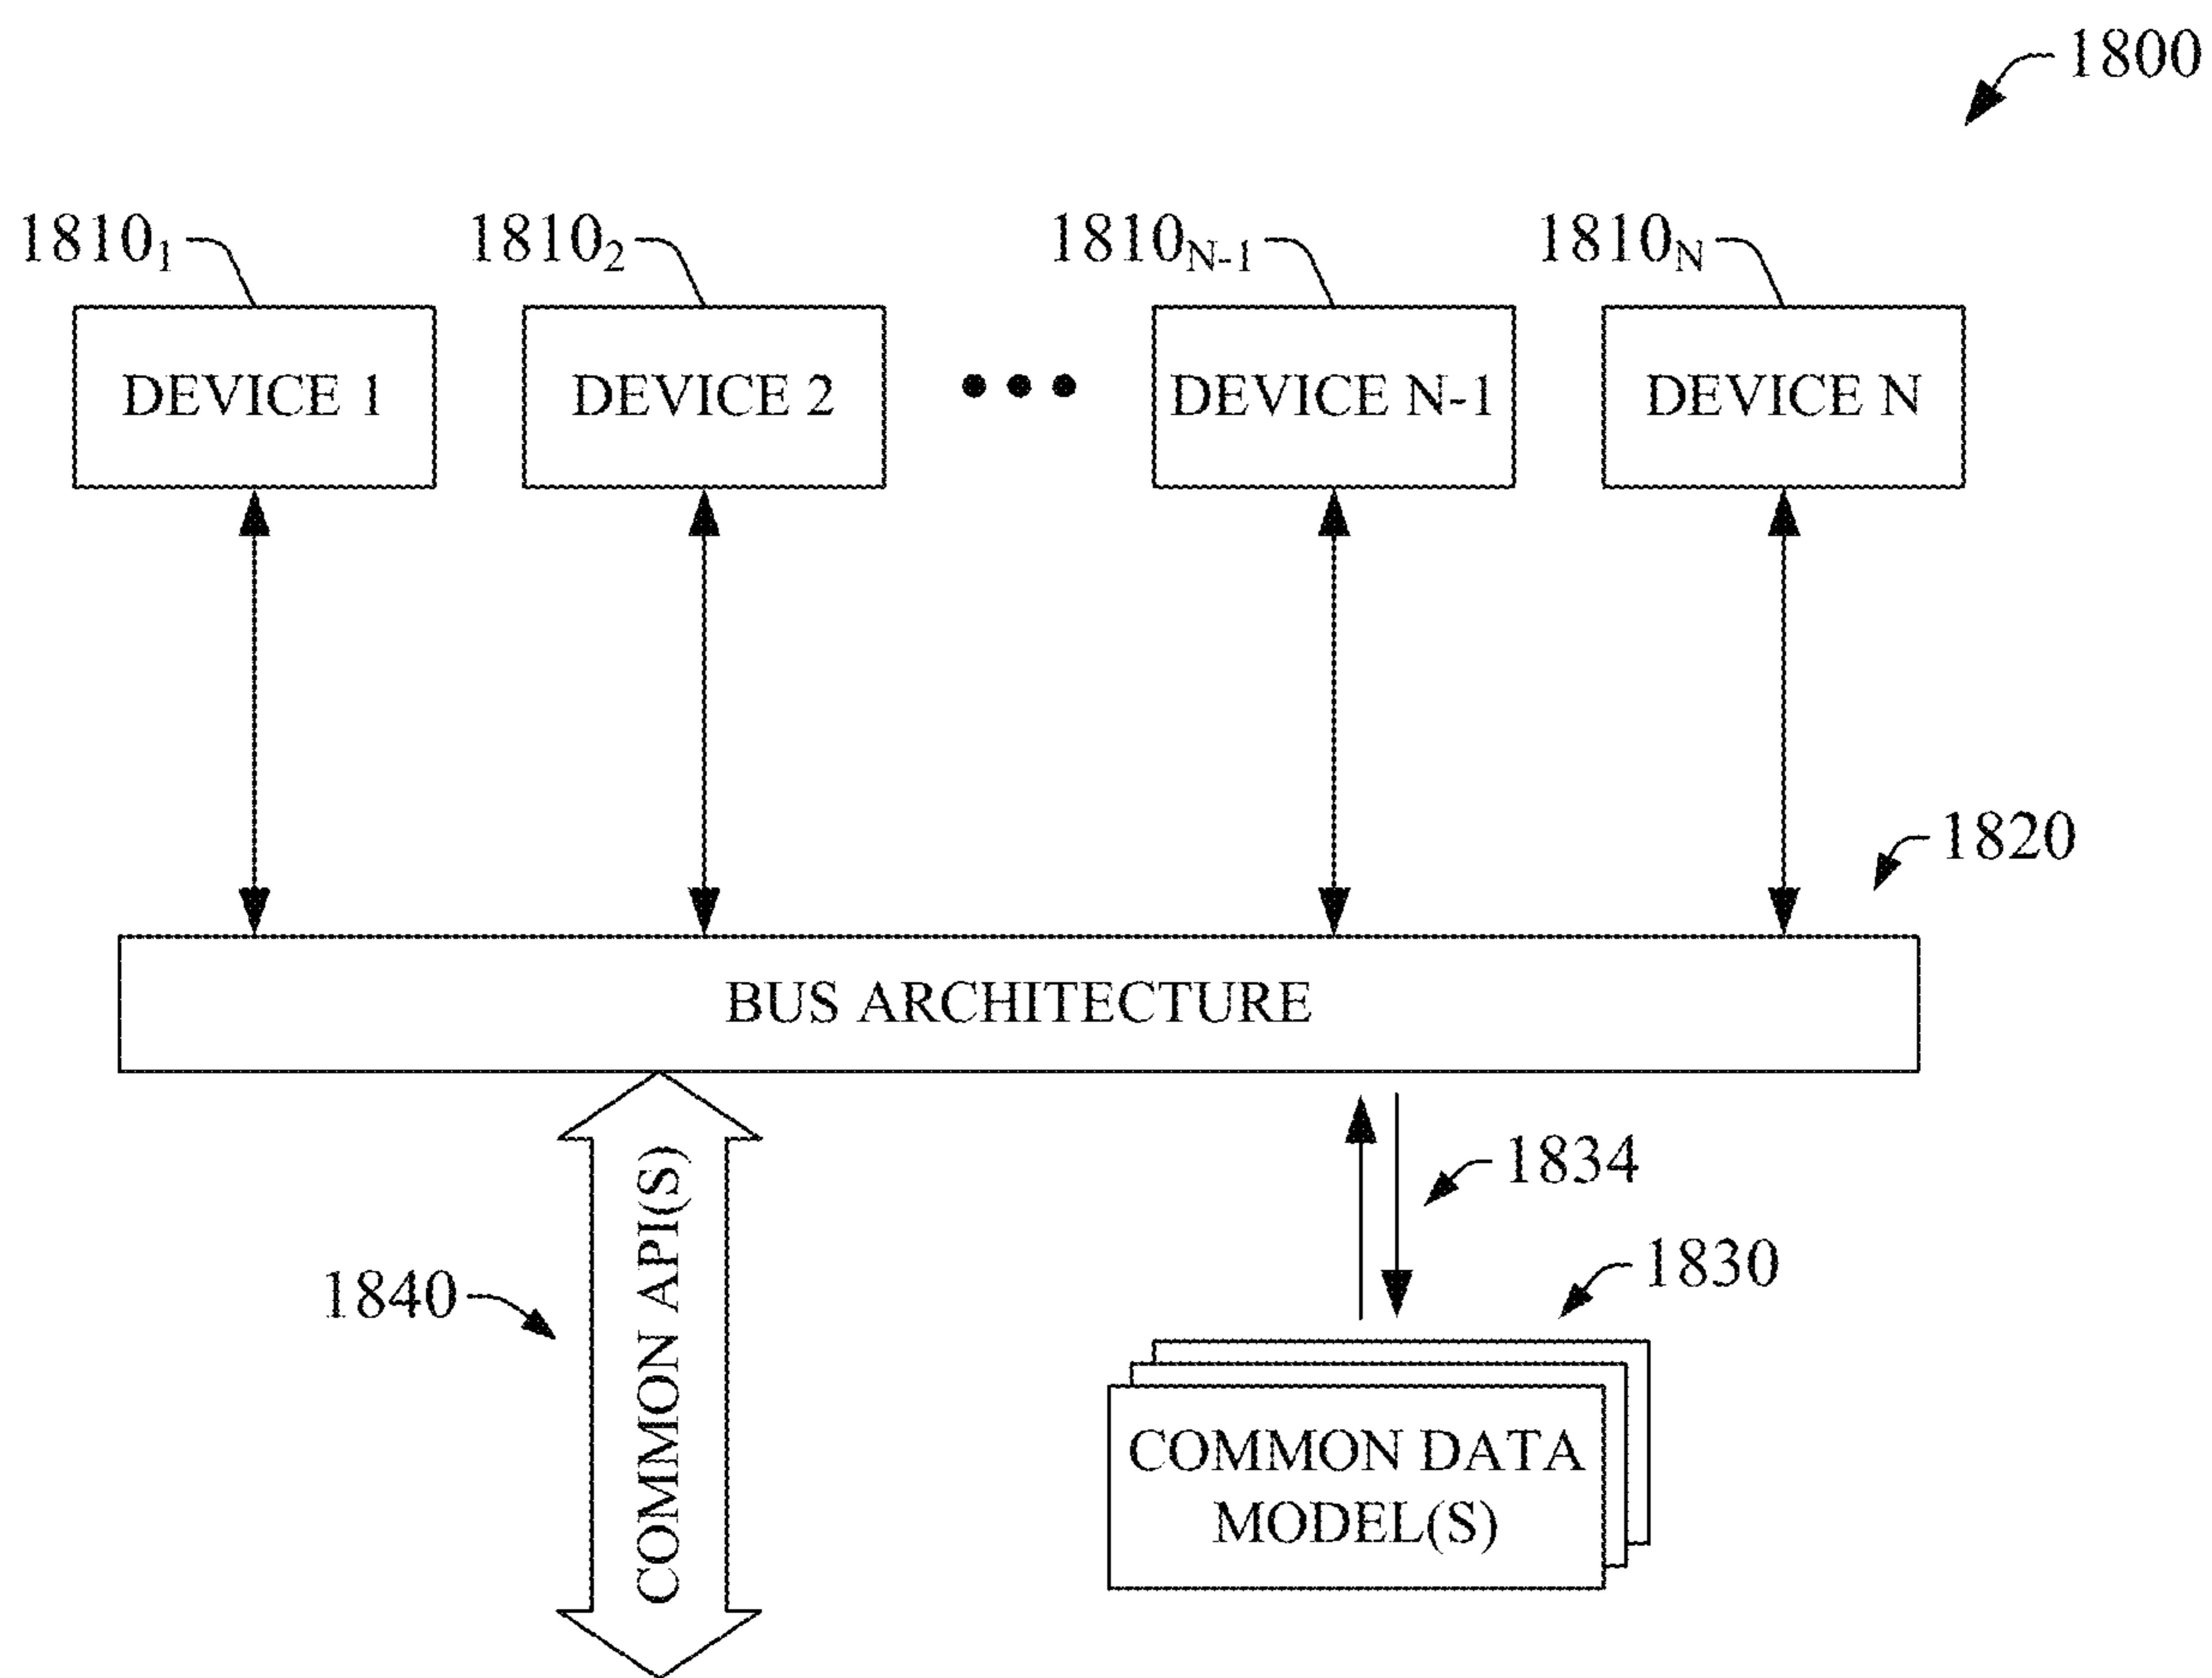 1800
1810₁
1810₂
1810N-1
1810N
DEVICE 1
DEVICE 2
DEVICE N-1
DEVICE N
1820
BUS ARCHITECTURE
1834
1830
1840
COMMON API(S)
COMMON DATA
MODEL(S)